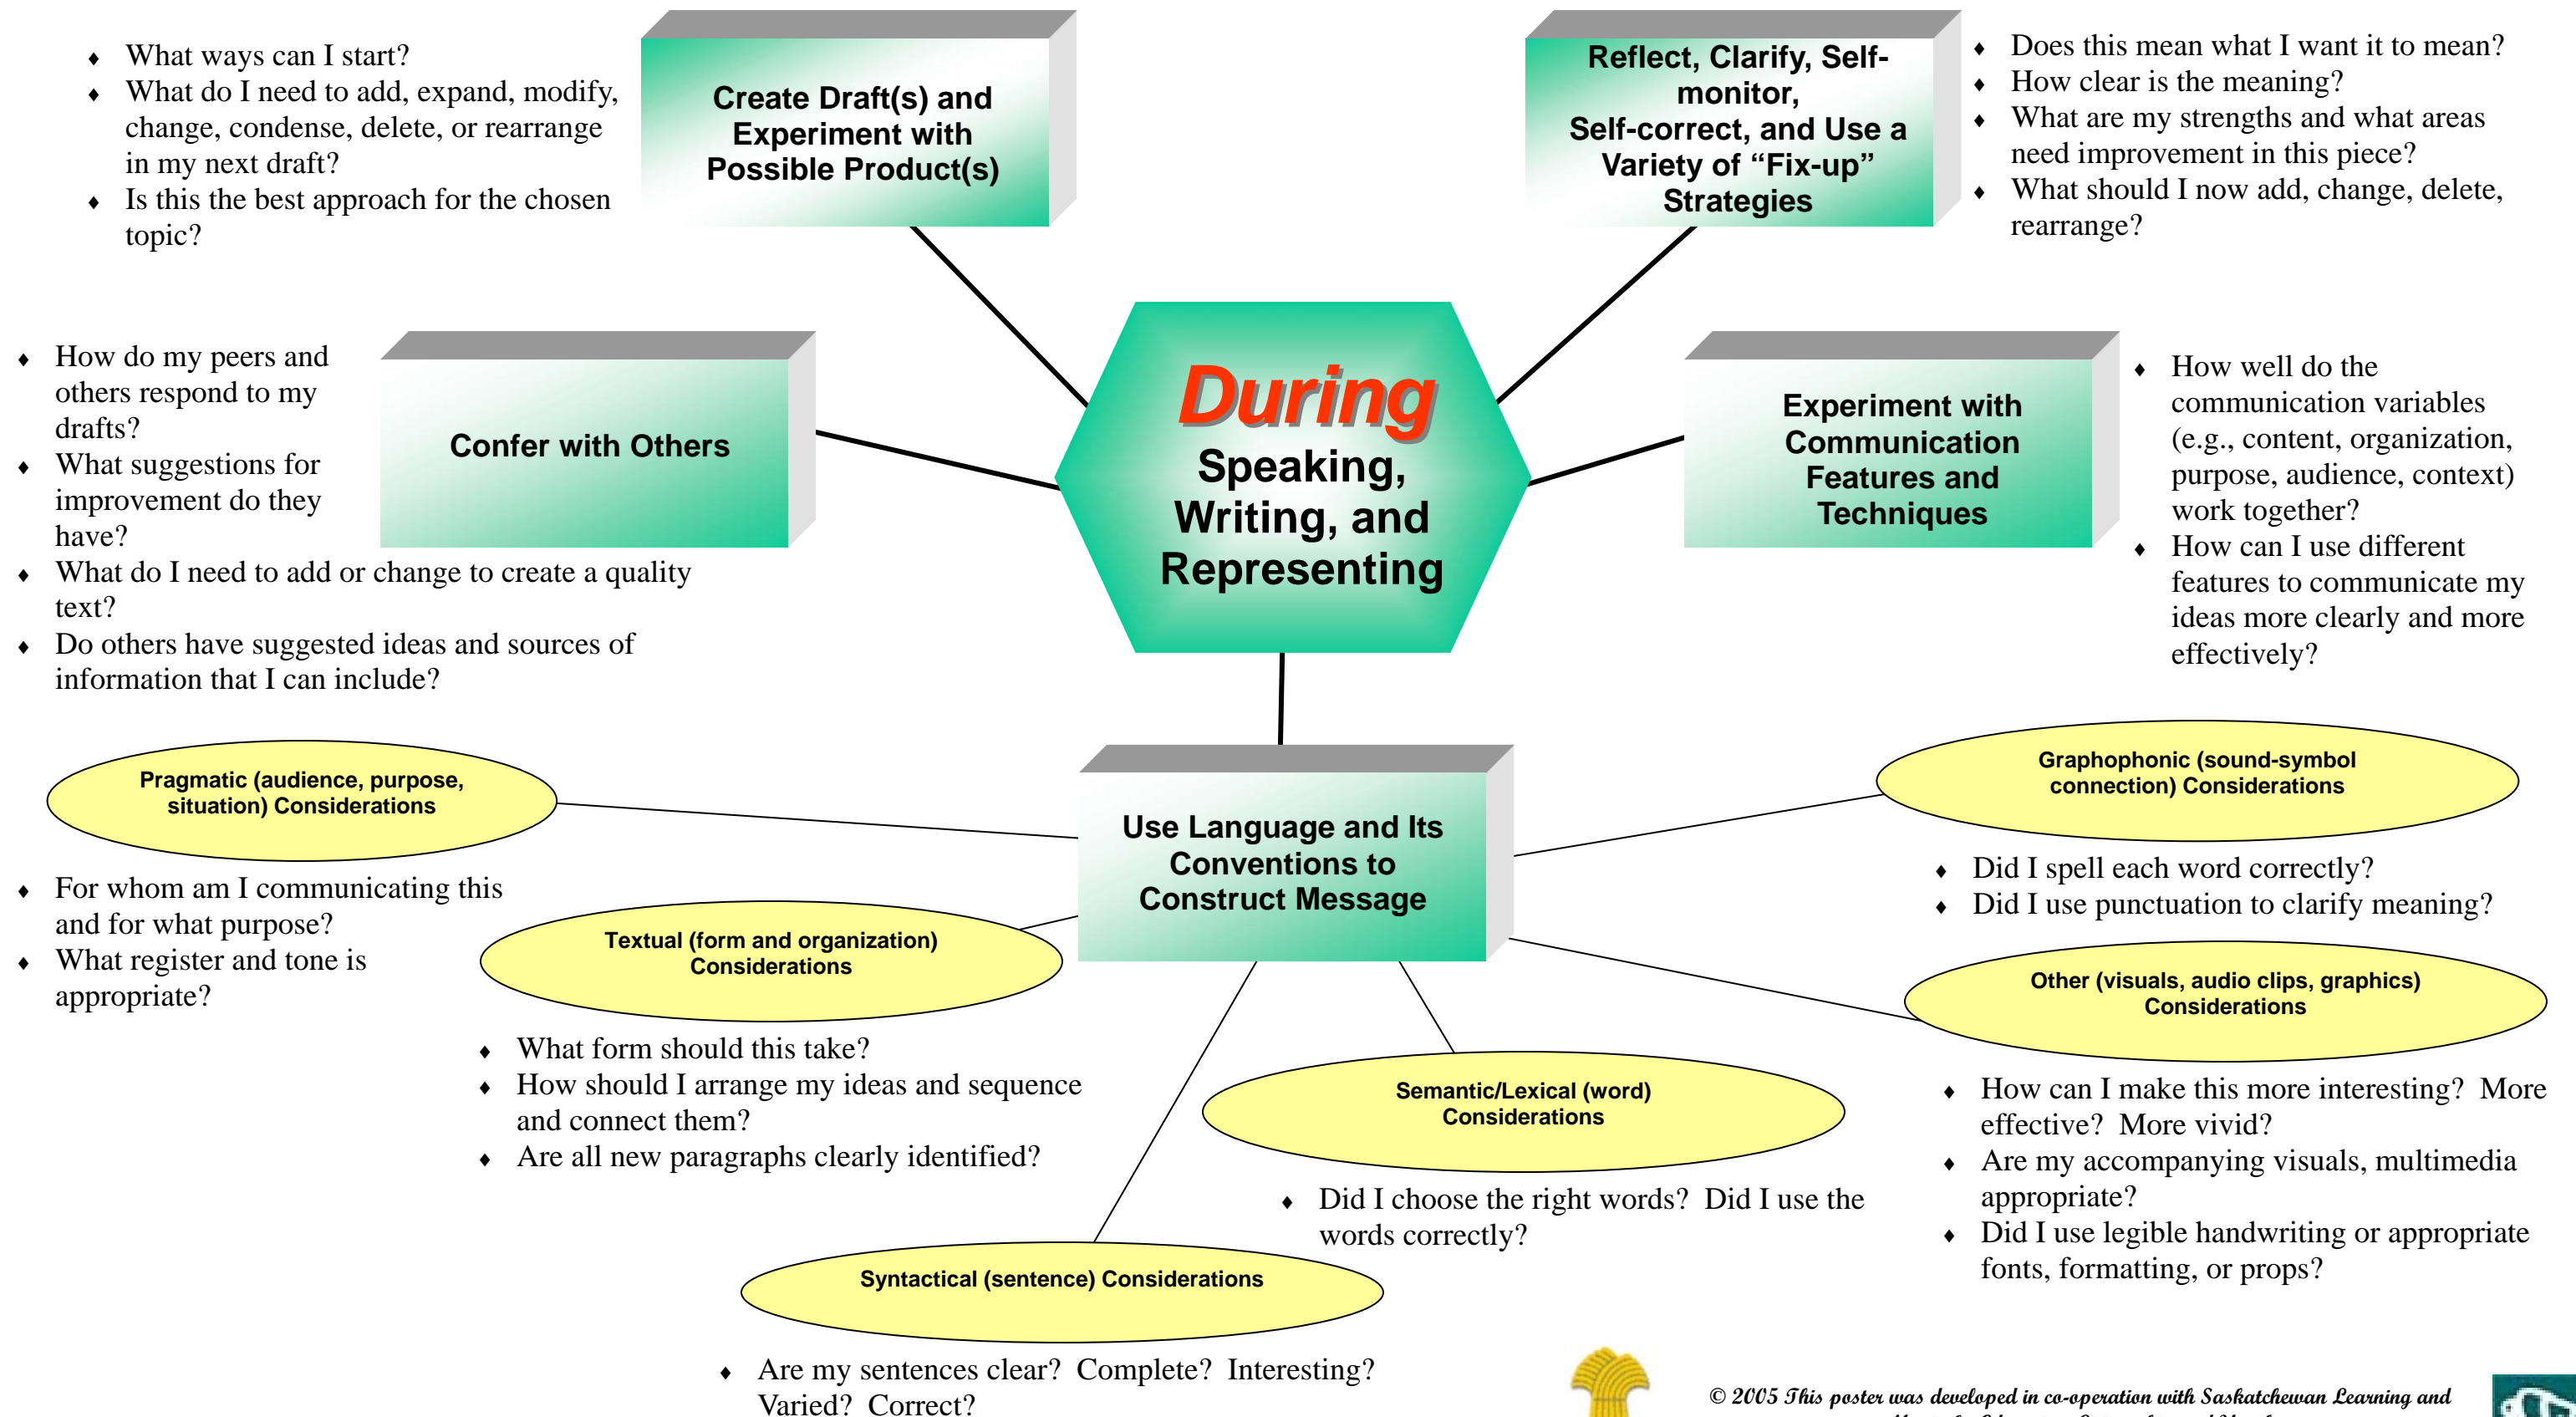 ♦ What ways can I start?
♦ What do I need to add, expand, modify,
change, condense, delete, or rearrange
in my next draft?
♦ Is this the best approach for the chosen
topic?
Create Draft(s) and
Experiment with
Possible Product(s)
Reflect, Clarify, Self-
monitor,
Self-correct, and Use a
Variety of “Fix-up”
Strategies
♦ Does this mean what I want it to mean?
♦ How clear is the meaning?
♦ What are my strengths and what areas
need improvement in this piece?
♦ What should I now add, change, delete,
rearrange?
♦ How do my peers and
others respond to my
drafts?
♦ What suggestions for
improvement do they
have?
♦ What do I need to add or change to create a quality
text?
♦ Do others have suggested ideas and sources of
information that I can include?
Confer with Others
During
Speaking,
Writing, and
Representing
Experiment with
Communication
Features and
Techniques
♦ How well do the
communication variables
(e.g., content, organization,
purpose, audience, context)
work together?
♦ How can I use different
features to communicate my
ideas more clearly and more
effectively?
Use Language and Its
Conventions to
Construct Message
Pragmatic (audience, purpose,
situation) Considerations
♦ For whom am I communicating this
and for what purpose?
♦ What register and tone is
appropriate?
Textual (form and organization)
Considerations
♦ What form should this take?
♦ How should I arrange my ideas and sequence
and connect them?
♦ Are all new paragraphs clearly identified?
Syntactical (sentence) Considerations
♦ Are my sentences clear? Complete? Interesting?
Varied? Correct?
Semantic/Lexical (word)
Considerations
♦ Did I choose the right words? Did I use the
words correctly?
Graphophonic (sound-symbol
connection) Considerations
♦ Did I spell each word correctly?
♦ Did I use punctuation to clarify meaning?
Other (visuals, audio clips, graphics)
Considerations
♦ How can I make this more interesting? More
effective? More vivid?
♦ Are my accompanying visuals, multimedia
appropriate?
♦ Did I use legible handwriting or appropriate
fonts, formatting, or props?
© 2005 This poster was developed in co-operation with Saskatchewan Learning and